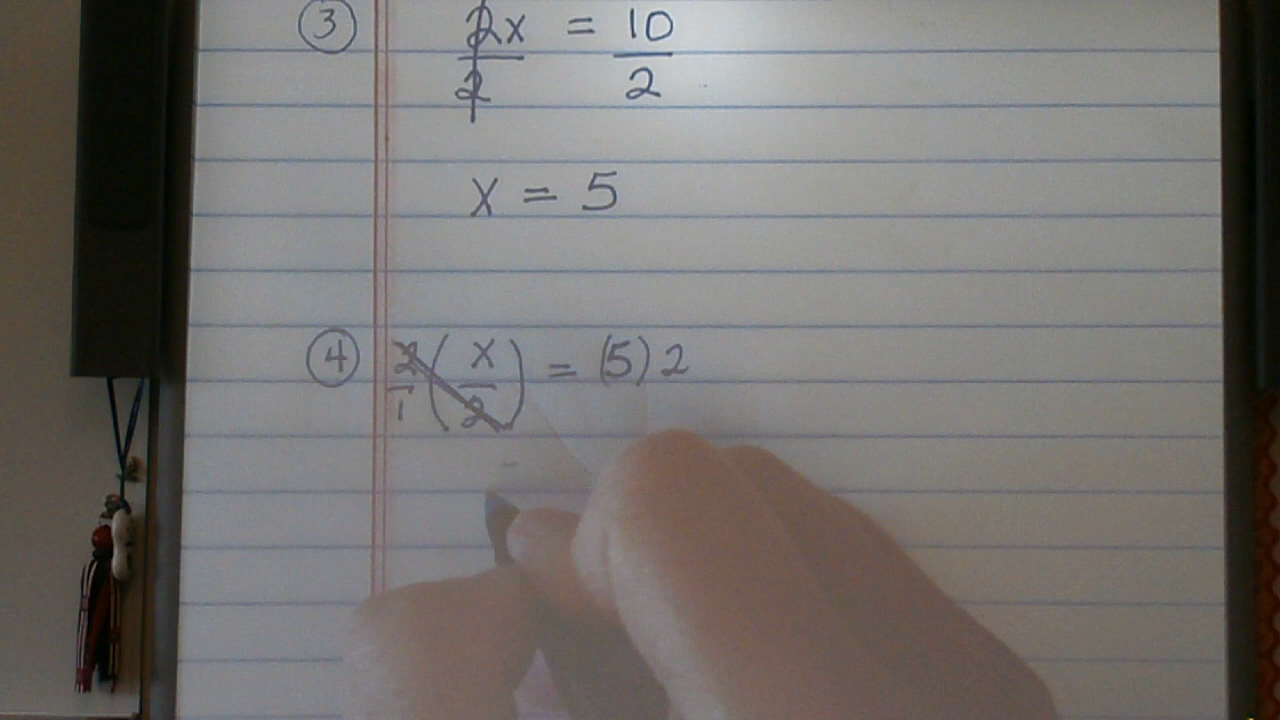 ③ 2x = 10
2 2
x = 5
④ 2/1 (x/2) = (5)2